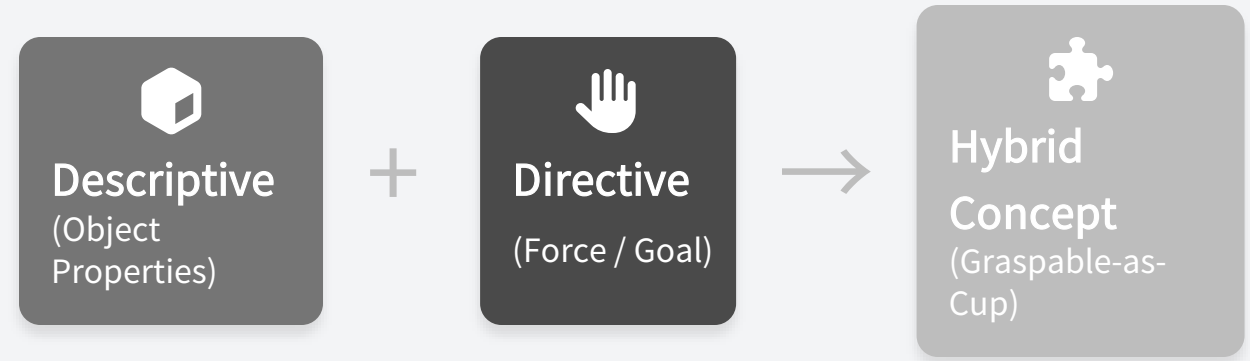 Descriptive
(Object
Properties)
+
Directive
(Force / Goal)
→
Hybrid
Concept
(Graspable-as-
Cup)